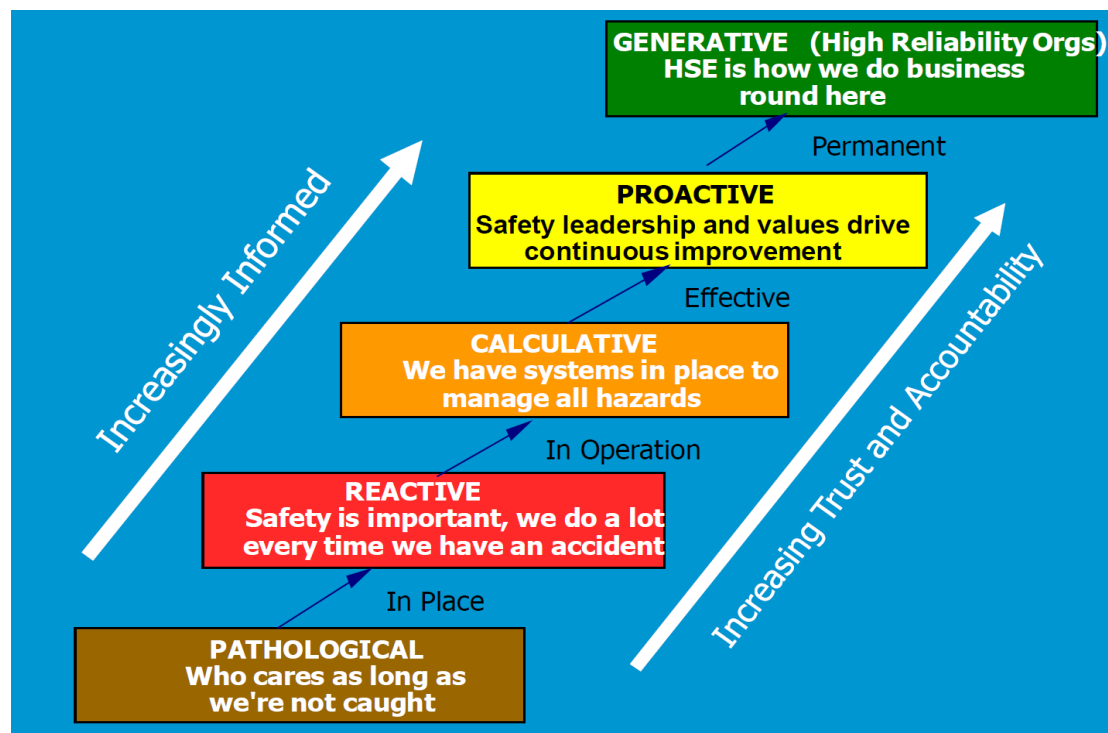 GENERATIVE (High Reliability Orgs)
HSE is how we do business
round here
Permanent
PROACTIVE
Safety leadership and values drive
continuous improvement
Effective
CALCULATIVE
We have systems in place to
manage all hazards
In Operation
REACTIVE
Safety is important, we do a lot
every time we have an accident
In Place
PATHOLOGICAL
Who cares as long as
we're not caught
Increasingly Informed
Increasing Trust and Accountability